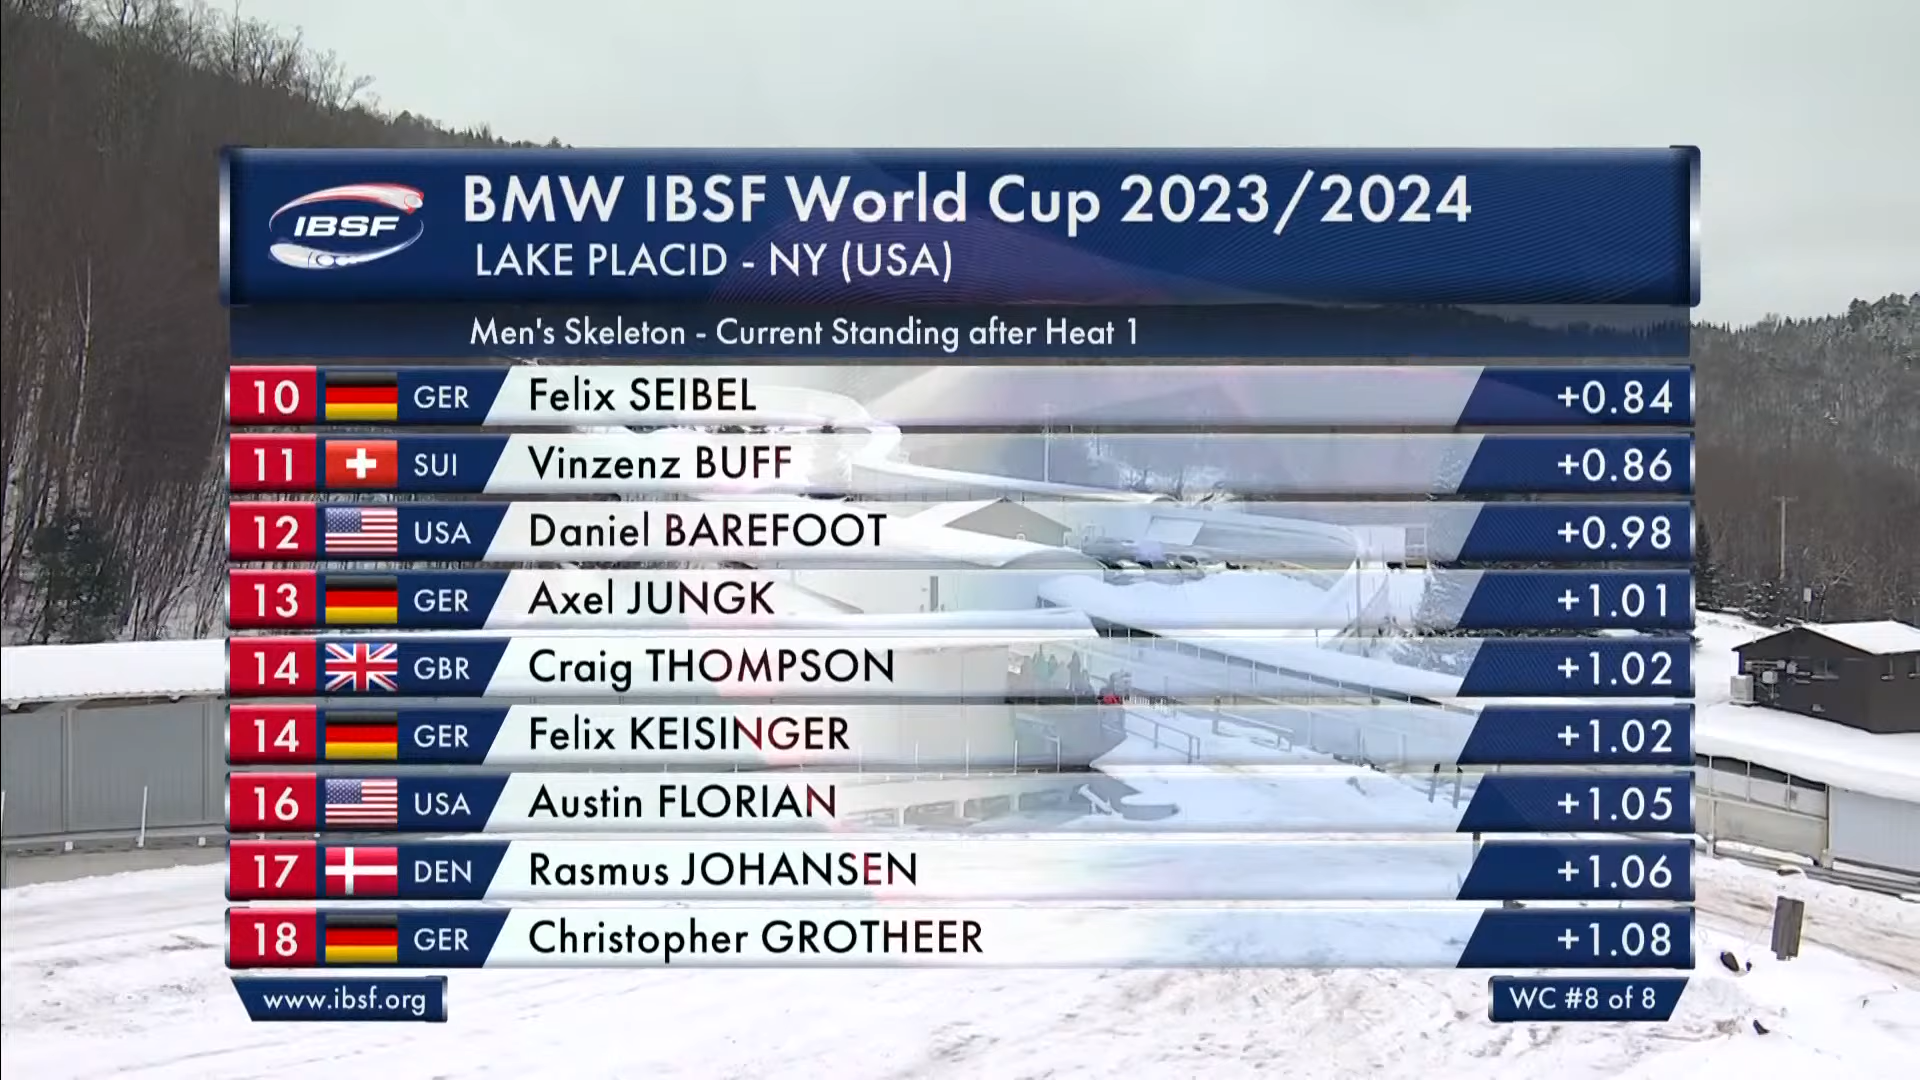 IBSF
BMW IBSF World Cup 2023/2024
LAKE PLACID - NY (USA)
Men's Skeleton - Current Standing after Heat 1
10 GER Felix SEIBEL +0.84
11 SUI Vinzenz BUFF +0.86
12 USA Daniel BAREFOOT +0.98
13 GER Axel JUNGK +1.01
14 GBR Craig THOMPSON +1.02
14 GER Felix KEISINGER +1.02
16 USA Austin FLORIAN +1.05
17 DEN Rasmus JOHANSEN +1.06
18 GER Christopher GROTHEER +1.08
www.ibsf.org WC #8 of 8